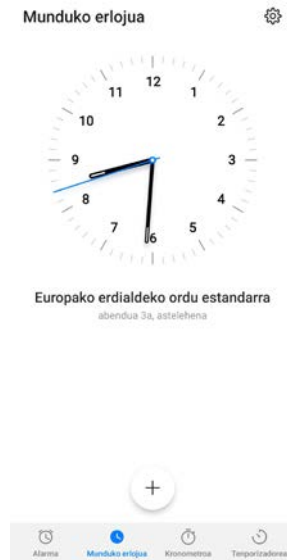 Munduko erlojua
12
11
1
10
2
9
3
8
4
7
5
6
Europako erdialdeko ordu estandarra
abendua 3a, astelehena
+
Alarma
Munduko erlojua
Kronometroa
Tenporizadorea